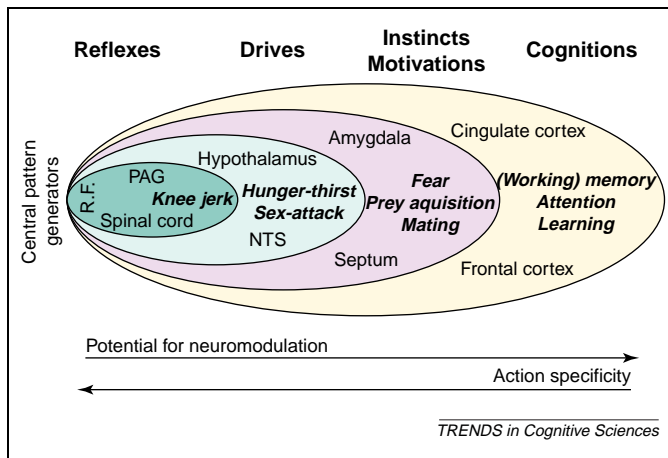 Reflexes
Drives
Instincts
Motivations
Cognitions
Central pattern
generators
R.F.
PAG
Knee jerk
Spinal cord
Hypothalamus
Hunger-thirst
Sex-attack
NTS
Amygdala
Fear
Prey aquisition
Mating
Septum
Cingulate cortex
(Working) memory
Attention
Learning
Frontal cortex
Potential for neuromodulation
Action specificity
TRENDS in Cognitive Sciences